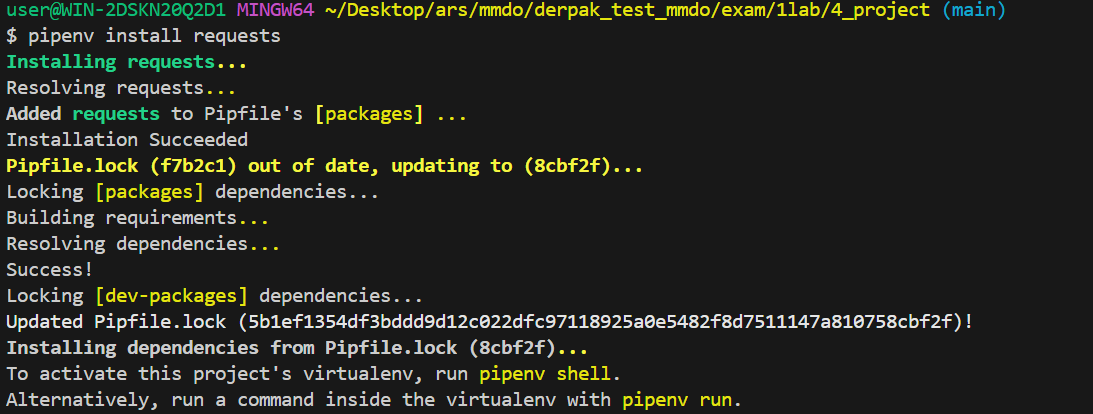 user@WIN-2DSKN20Q2D1 MINGW64 ~/Desktop/ars/mmdo/derpak_test_mmdo/exam/1lab/4_project (main)
$ pipenv install requests
Installing requests...
Resolving requests...
Added requests to Pipfile's [packages] ...
Installation Succeeded
Pipfile.lock (f7b2c1) out of date, updating to (8cbf2f)...
Locking [packages] dependencies...
Building requirements...
Resolving dependencies...
Success!
Locking [dev-packages] dependencies...
Updated Pipfile.lock (5b1ef1354df3bddd9d12c022dfc97118925a0e5482f8d7511147a810758cbf2f)!
Installing dependencies from Pipfile.lock (8cbf2f)...
To activate this project's virtualenv, run pipenv shell.
Alternatively, run a command inside the virtualenv with pipenv run.